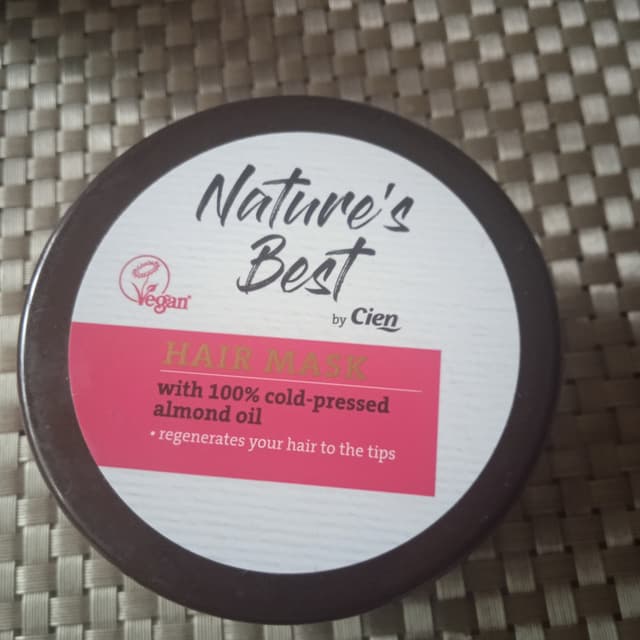 Nature's
Best
by Cien
Vegan
HAIR MASK
with 100% cold-pressed
almond oil
• regenerates your hair to the tips